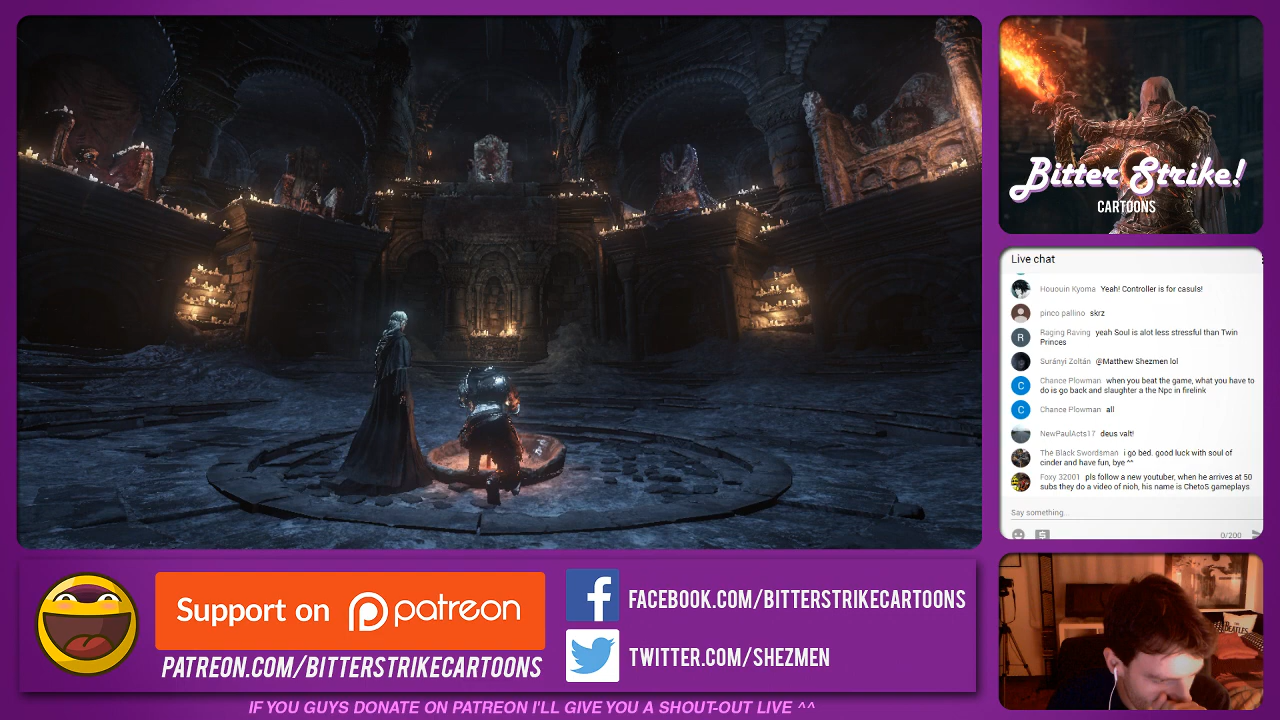 Bitter Strike!
CARTOONS
Live chat
Hououin Kyoma Yeah! Controller is for casuls!
pinco pallino skrz
R
Raging Raving yeah Soul is alot less stressful than Twin
Princes
Surányi Zoltán @Matthew Shezmen lol
C
Chance Plowman when you beat the game, what you have to
do is go back and slaughter a the Npc in firelink
C
Chance Plowman all
NewPaulActs17 deus valt!
The Black Swordsman i go bed. good luck with soul of
cinder and have fun, bye ^^
Foxy 32001 pls follow a new youtuber, when he arrives at 50
subs they do a video of nioh, his name is ChetoS gameplays
Say something...
0/200
Support on patreon
PATREON.COM/BITTERSTRIKECARTOONS
FACEBOOK.COM/BITTERSTRIKECARTOONS
TWITTER.COM/SHEZMEN
IF YOU GUYS DONATE ON PATREON I'LL GIVE YOU A SHOUT-OUT LIVE ^^
BEATLES